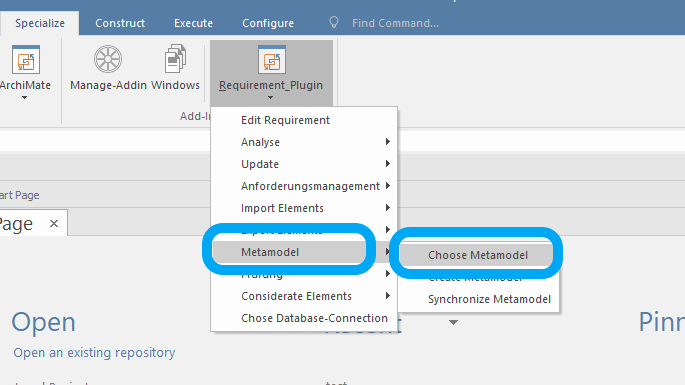 Specialize Construct Execute Configure Find Command...
ArchiMate Manage-Addin Windows Requirement_Plugin
Add-In
Edit Requirement
Analyse
Update
Anforderungsmanagement
art Page
Import Elements
Page ×
Export Elements
Metamodel Choose Metamodel
Prüfung Create Metamodel
Considerate Elements Synchronize Metamodel
Chose Database-Connection
Open Recent Pinn
Open an existing repository